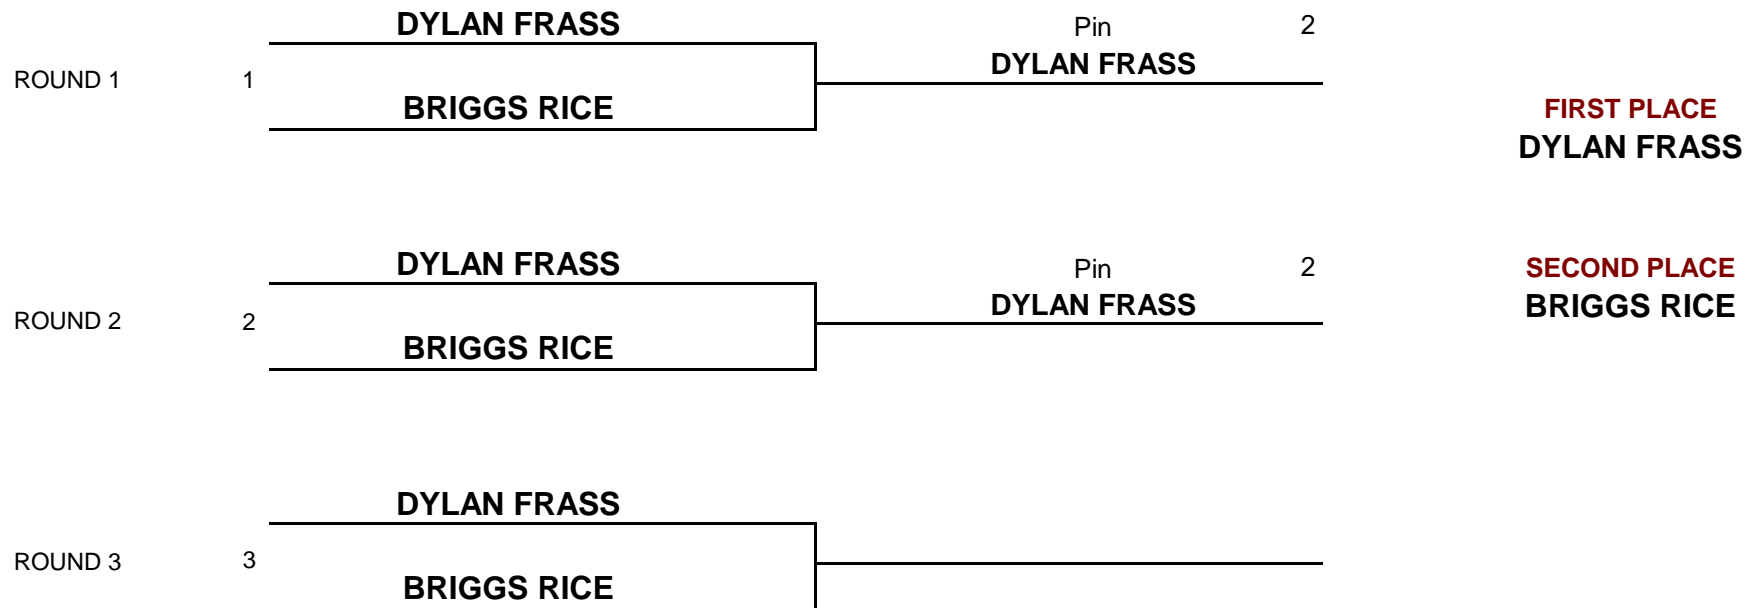 DYLAN FRASS
Pin 2
ROUND 1 1 DYLAN FRASS
BRIGGS RICE
FIRST PLACE
DYLAN FRASS
DYLAN FRASS
Pin 2
SECOND PLACE
DYLAN FRASS
BRIGGS RICE
ROUND 2 2
BRIGGS RICE
DYLAN FRASS
ROUND 3 3
BRIGGS RICE